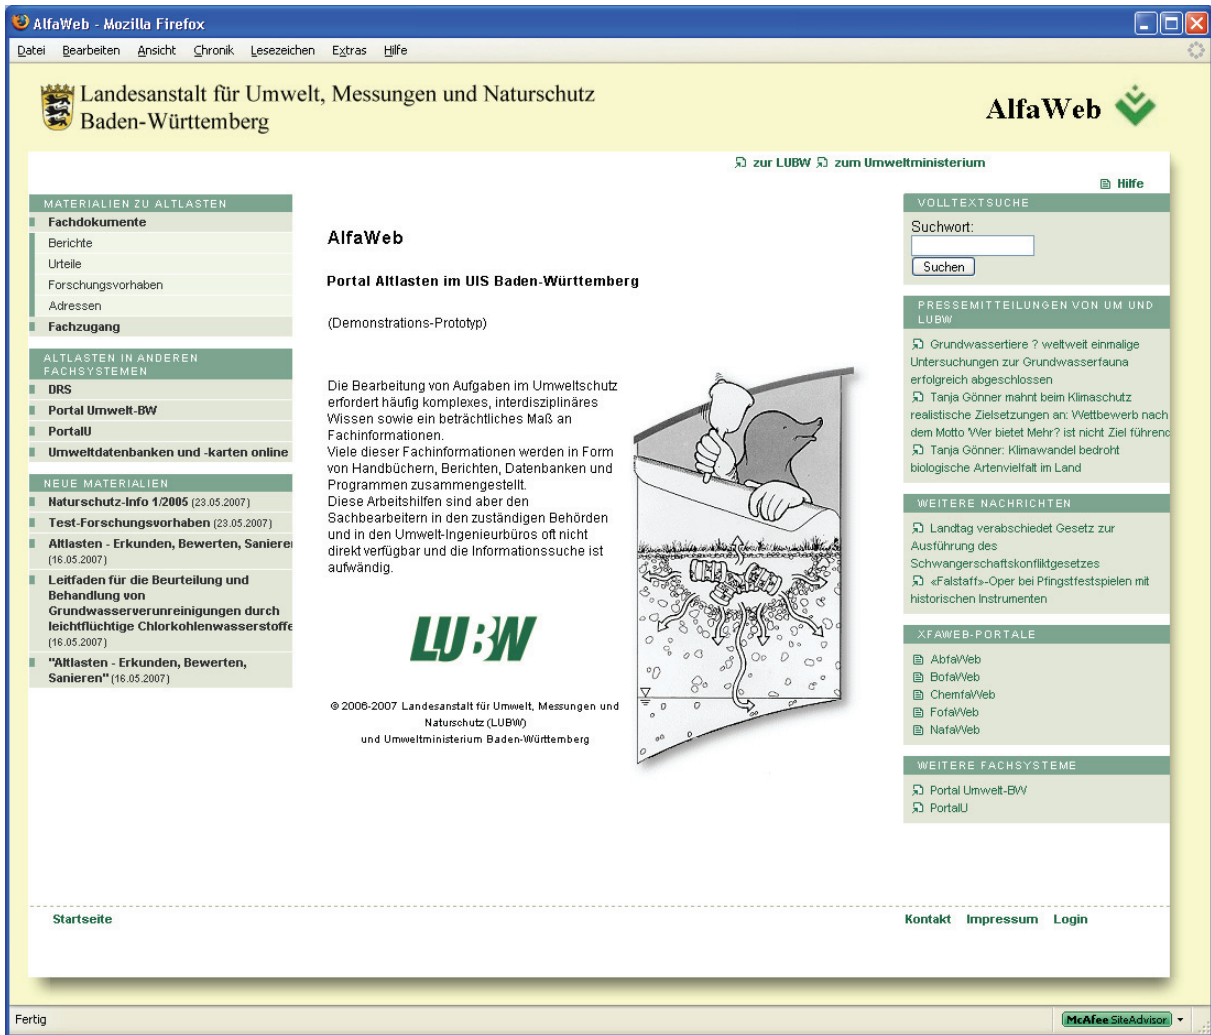 AlfaWeb - Mozilla Firefox
Datei Bearbeiten Ansicht Chronik Lesezeichen Extras Hilfe
Landesanstalt für Umwelt, Messungen und Naturschutz
Baden-Württemberg
AlfaWeb
zur LUBW zum Umweltministerium
Hilfe
MATERIALIEN ZU ALTLASTEN
Fachdokumente
Berichte
Urteile
Forschungsvorhaben
Adressen
Fachzugang
ALTLASTEN IN ANDEREN
FACHSYSTEMEN
DRS
Portal Umwelt-BW
PortalU
Umweltdatenbanken und -karten online
NEUE MATERIALIEN
Naturschutz-Info 1/2005 (23.05.2007)
Test-Forschungsvorhaben (23.05.2007)
Altlasten - Erkunden, Bewerten, Sanieren
(16.05.2007)
Leitfaden für die Beurteilung und
Behandlung von
Grundwasserverunreinigungen durch
leichtflüchtige Chlorkohlenwasserstoffe
(16.05.2007)
"Altlasten - Erkunden, Bewerten,
Sanieren" (16.05.2007)
AlfaWeb
Portal Altlasten im UIS Baden-Württemberg
(Demonstrations-Prototyp)
Die Bearbeitung von Aufgaben im Umweltschutz
erfordert häufig komplexes, interdisziplinäres
Wissen sowie ein beträchtliches Maß an
Fachinformationen.
Viele dieser Fachinformationen werden in Form
von Handbüchern, Berichten, Datenbanken und
Programmen zusammengestellt.
Diese Arbeitshilfen sind aber den
Sachbearbeitern in den zuständigen Behörden
und in den Umwelt-Ingenieurbüros oft nicht
direkt verfügbar und die Informationssuche ist
aufwändig.
LUBW
© 2006-2007 Landesanstalt für Umwelt, Messungen und
Naturschutz (LUBW)
und Umweltministerium Baden-Württemberg
VOLLTEXTSUCHE
Suchwort:
Suchen
PRESSEMITTEILUNGEN VON UM UND
LUBW
Grundwassertiere ? weltweit einmalige
Untersuchungen zur Grundwasserfauna
erfolgreich abgeschlossen
Tanja Gönner mahnt beim Klimaschutz
realistische Zielsetzungen an: Wettbewerb nach
dem Motto 'Wer bietet Mehr? ist nicht Ziel führend
Tanja Gönner: Klimawandel bedroht
biologische Artenvielfalt im Land
WEITERE NACHRICHTEN
Landtag verabschiedet Gesetz zur
Ausführung des
Schwangerschaftskonfliktgesetzes
«Falstaff»-Oper bei Pfingstfestspielen mit
historischen Instrumenten
XFAWEB-PORTALE
AbfaWeb
BofaWeb
ChemfaWeb
FofaWeb
NafaWeb
WEITERE FACHSYSTEME
Portal Umwelt-BW
PortalU
Startseite
Kontakt Impressum Login
Fertig
McAfee SiteAdvisor